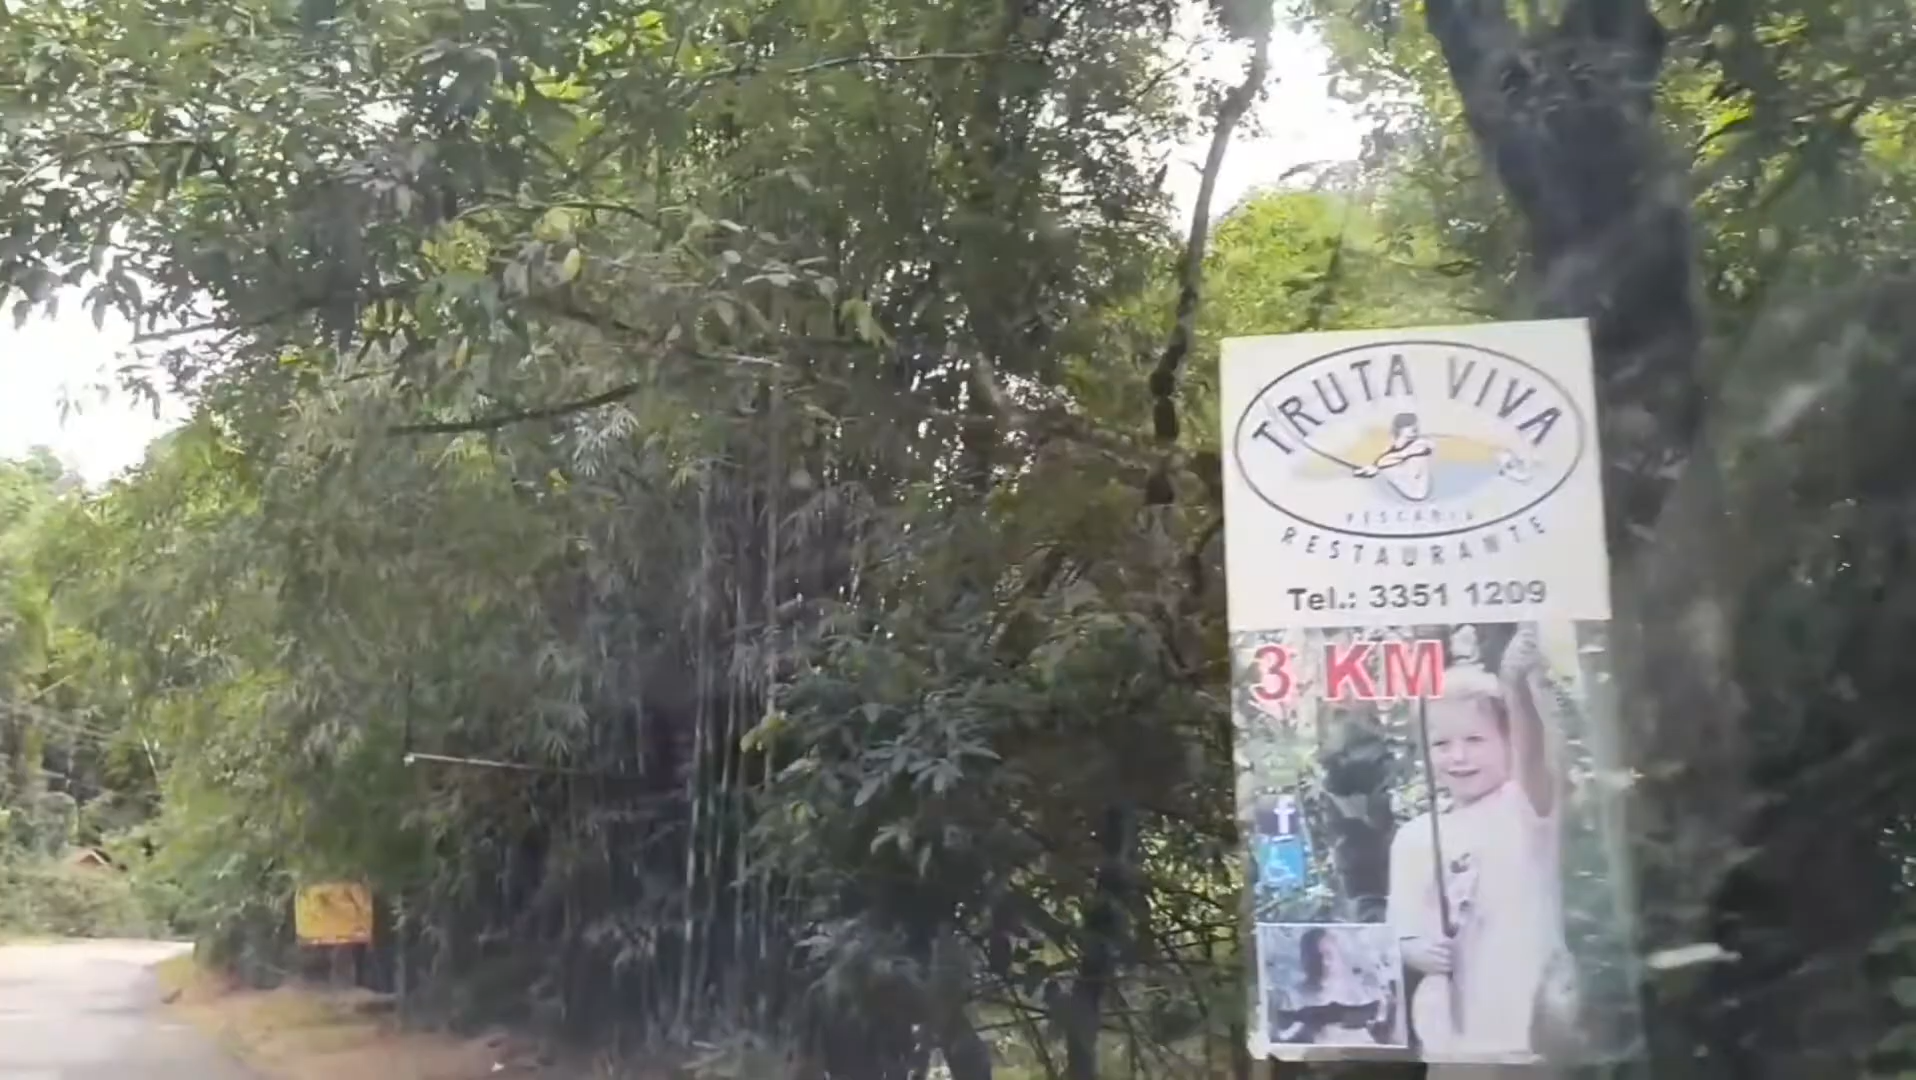 TRUTA VIVA
PESCARIA
RESTAURANTE
Tel.: 3351 1209
3 KM
f